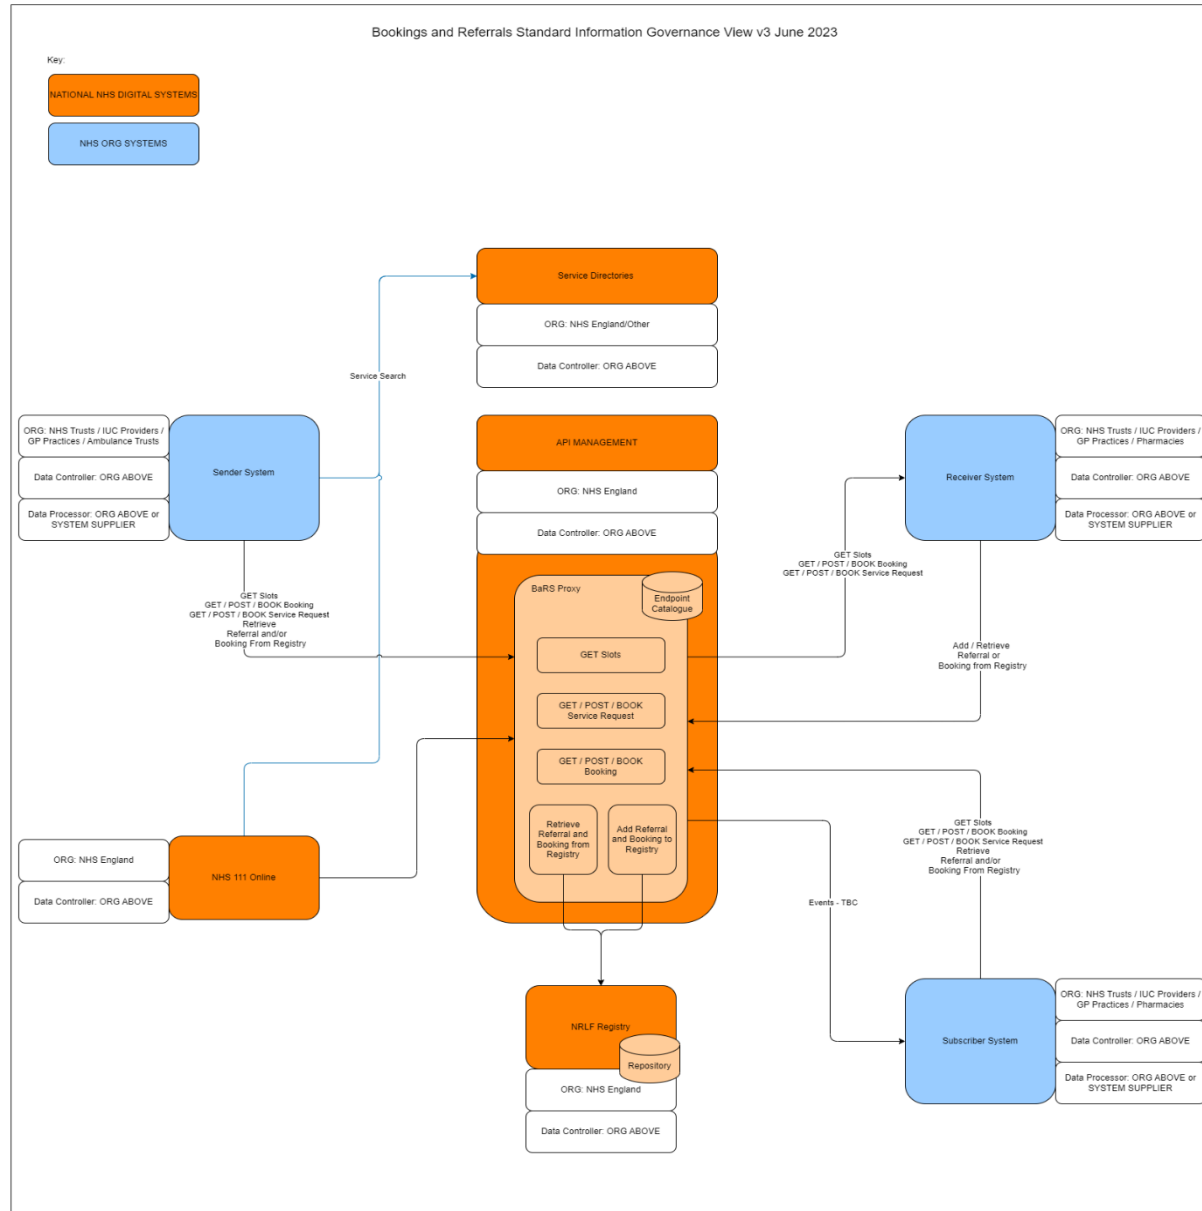 Bookings and Referrals Standard Information Governance View v3 June 2023
Key:
NATIONAL NHS DIGITAL SYSTEMS
NHS ORG SYSTEMS
Service Directories
ORG: NHS England/Other
Data Controller: ORG ABOVE
Service Search
ORG: NHS Trusts / IUC Providers /
GP Practices / Ambulance Trusts
Data Controller: ORG ABOVE
Data Processor: ORG ABOVE or
SYSTEM SUPPLIER
Sender System
API MANAGEMENT
ORG: NHS England
Data Controller: ORG ABOVE
Receiver System
ORG: NHS Trusts / IUC Providers /
GP Practices / Pharmacies
Data Controller: ORG ABOVE
Data Processor: ORG ABOVE or
SYSTEM SUPPLIER
GET Slots
GET / POST / BOOK Booking
GET / POST / BOOK Service Request
GET Slots
GET / POST / BOOK Booking
GET / POST / BOOK Service Request
Retrieve
Referral and/or
Booking From Registry
BaRS Proxy
Endpoint
Catalogue
GET Slots
GET / POST / BOOK
Service Request
GET / POST / BOOK
Booking
Retrieve
Referral and
Booking from
Registry
Add Referral
and Booking to
Registry
Add / Retrieve
Referral or
Booking from Registry
GET Slots
GET / POST / BOOK Booking
GET / POST / BOOK Service Request
Retrieve
Referral and/or
Booking From Registry
ORG: NHS England
Data Controller: ORG ABOVE
NHS 111 Online
Events - TBC
NRLF Registry
Repository
ORG: NHS England
Data Controller: ORG ABOVE
Subscriber System
ORG: NHS Trusts / IUC Providers /
GP Practices / Pharmacies
Data Controller: ORG ABOVE
Data Processor: ORG ABOVE or
SYSTEM SUPPLIER